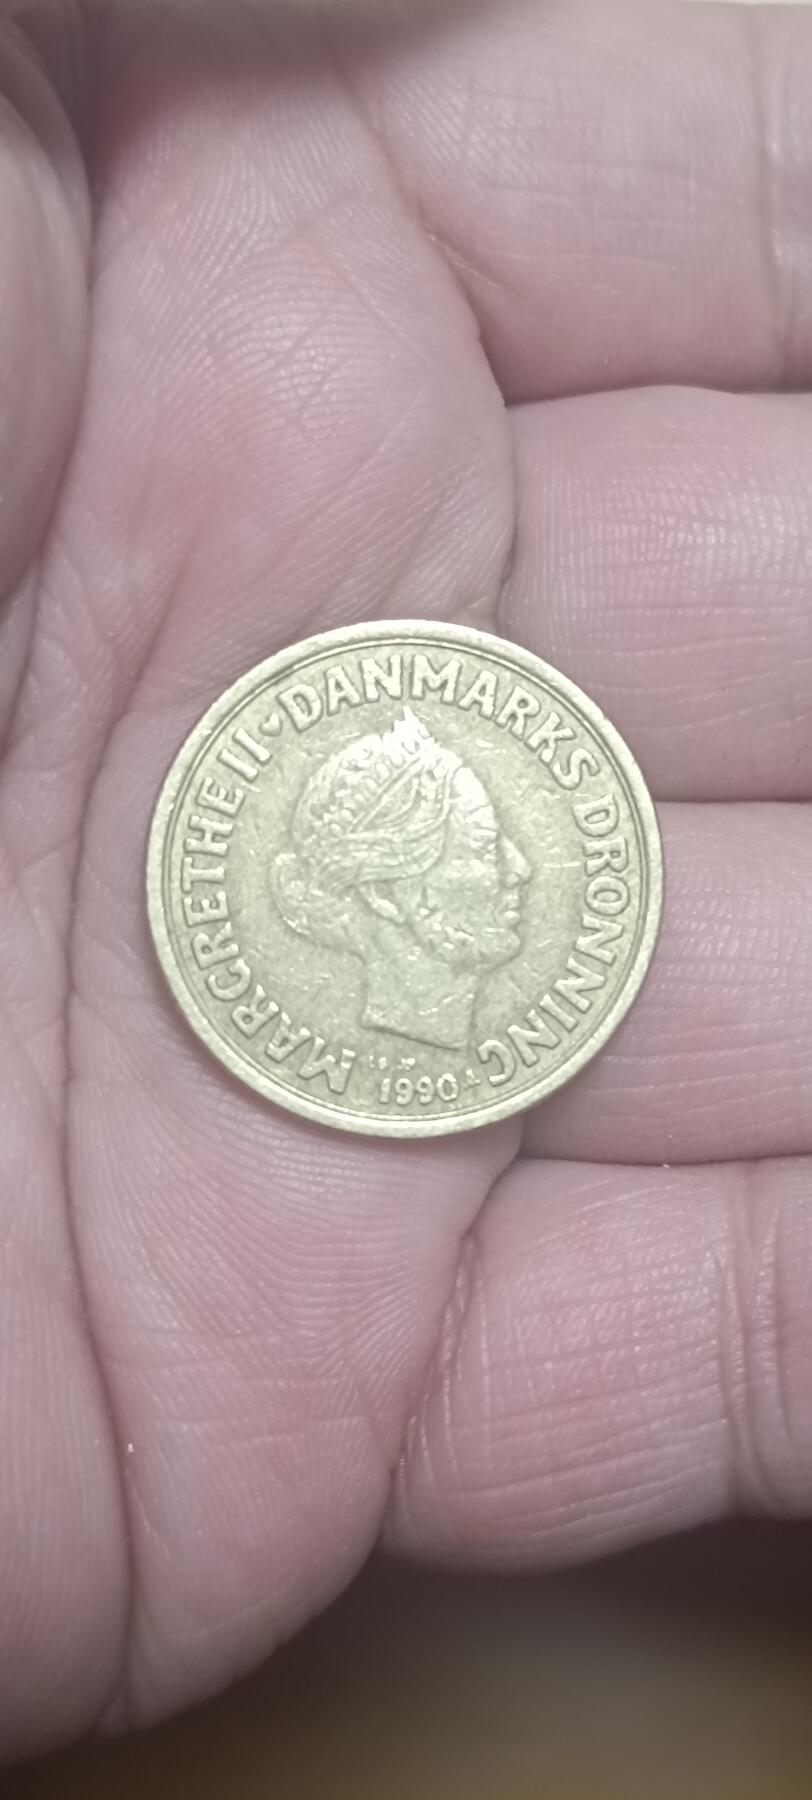 MARGRETHE II DANMARKS DRONNING
1990